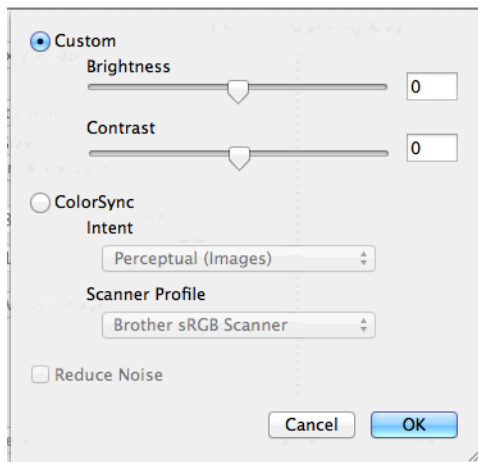 Custom
Brightness
0
Contrast
0
ColorSync
Intent
Perceptual (Images)
Scanner Profile
Brother sRGB Scanner
Reduce Noise
Cancel OK